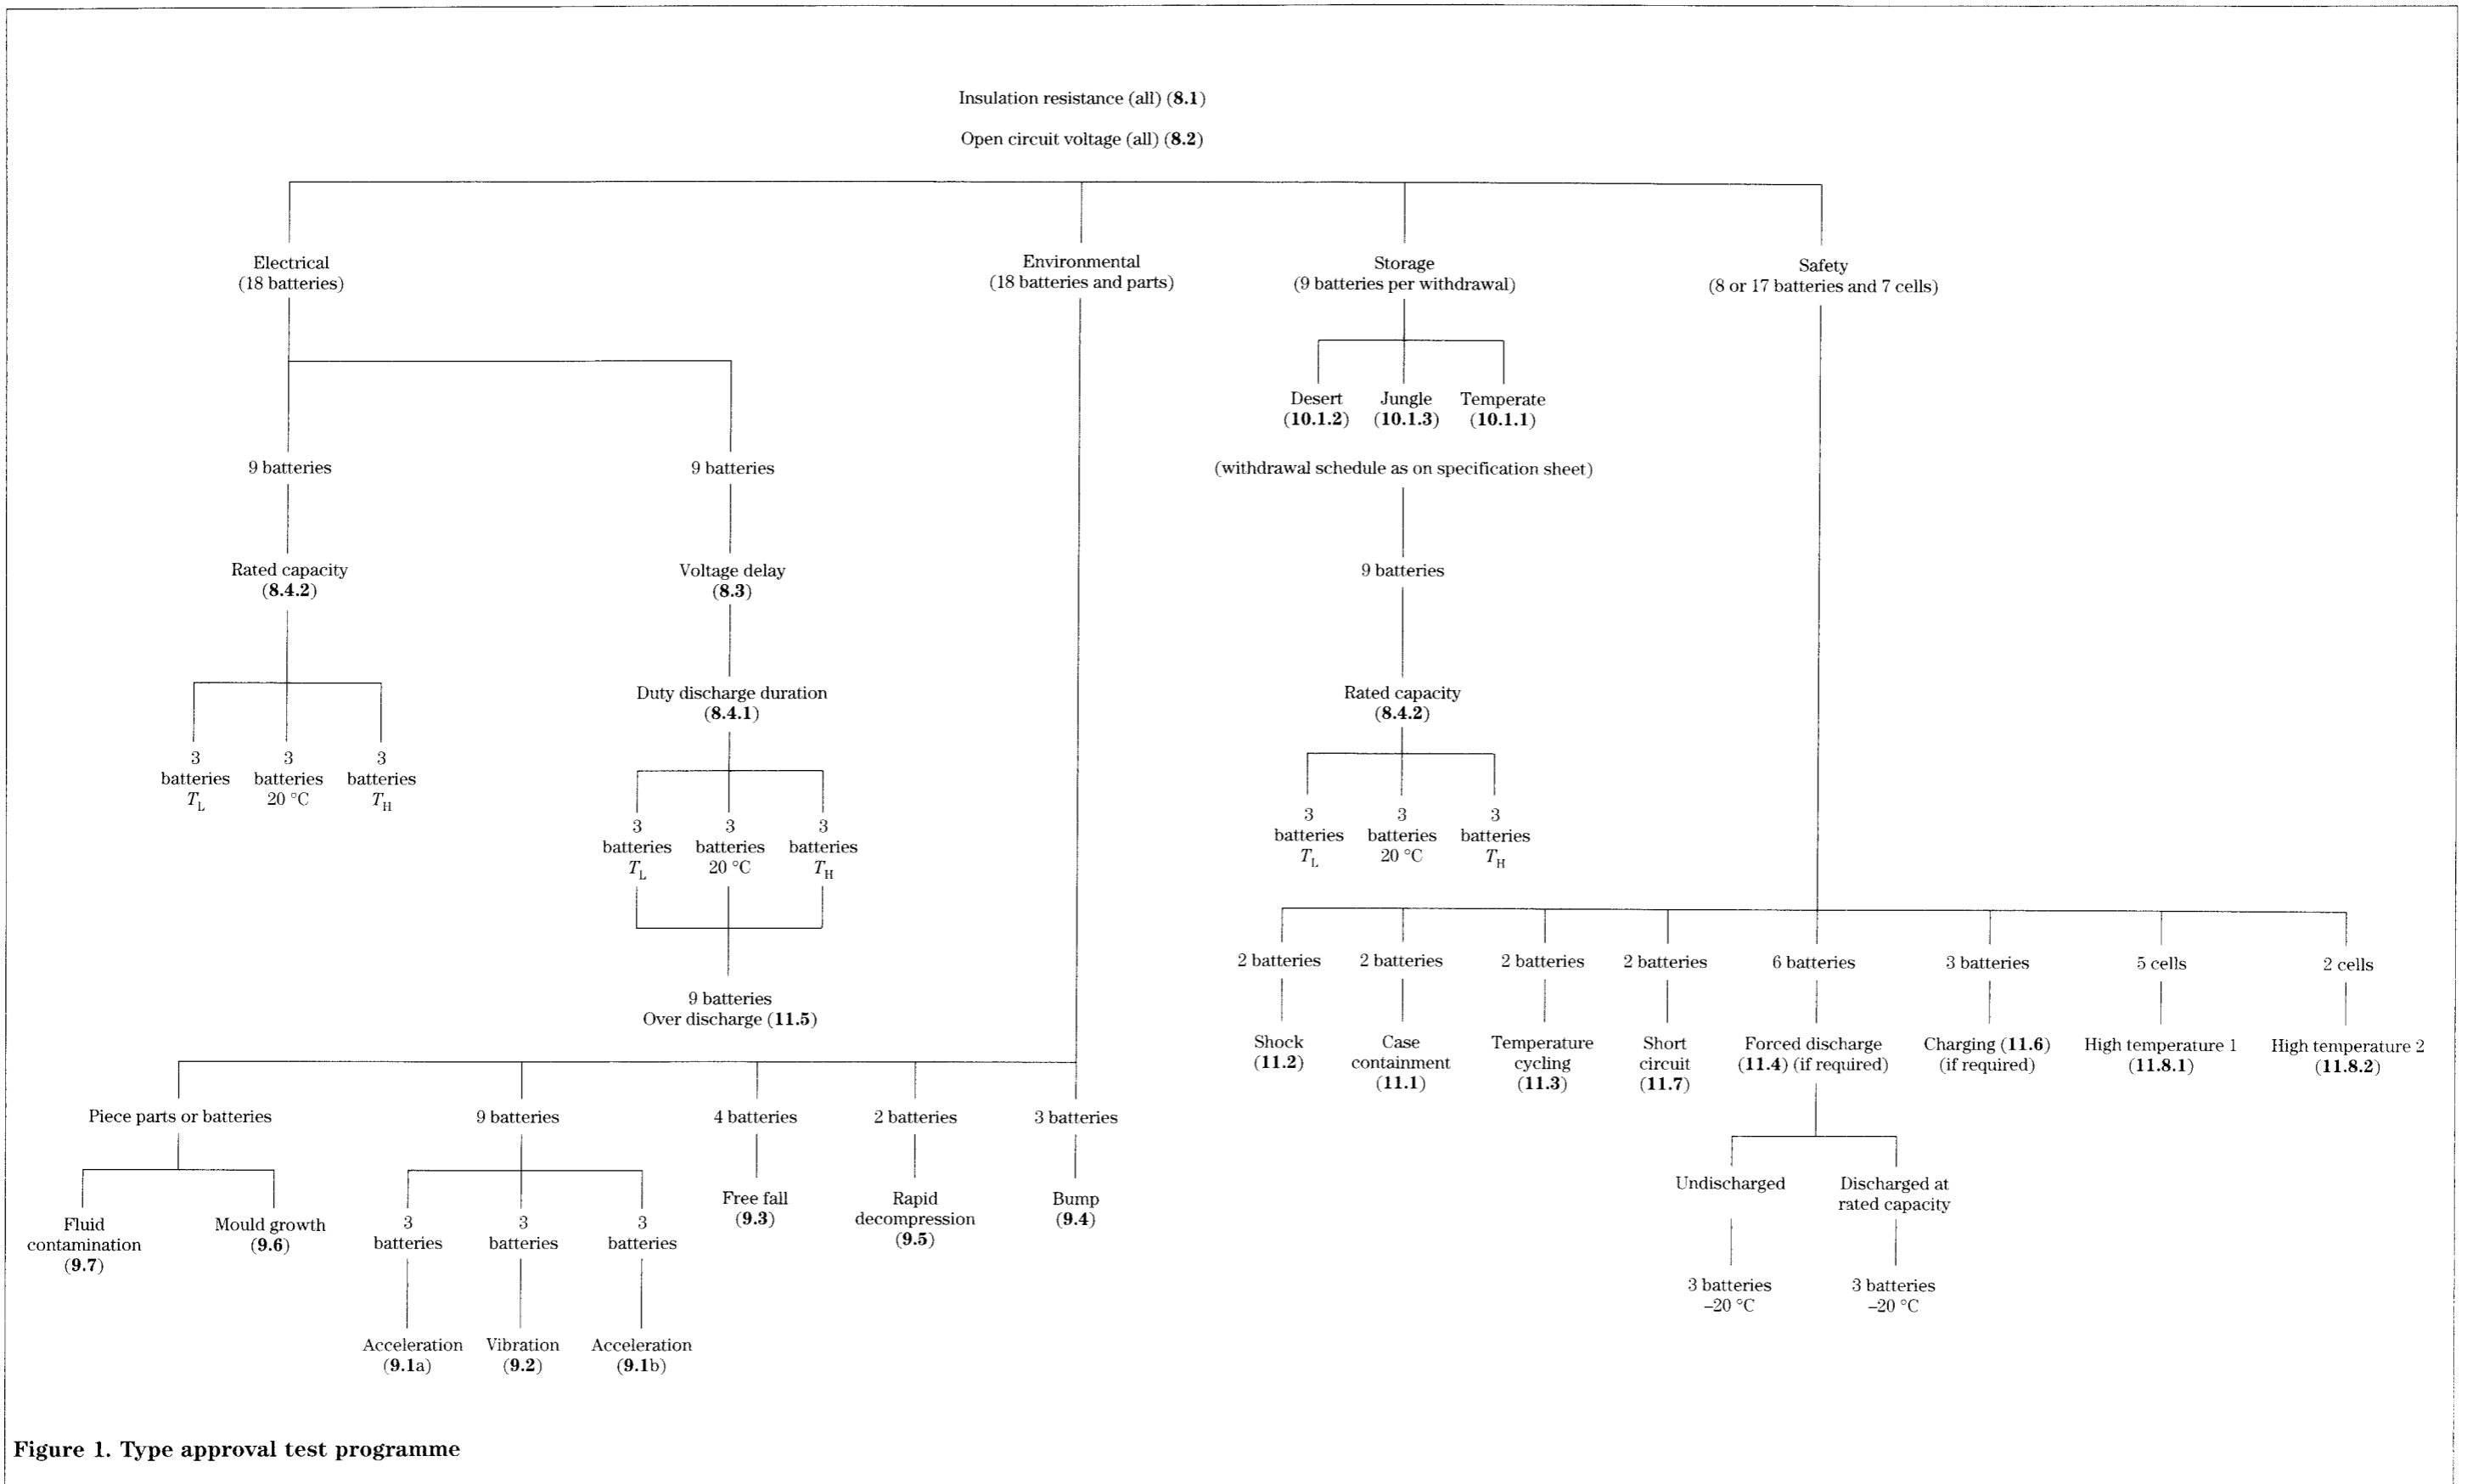 Insulation resistance (all) (8.1)
Open circuit voltage (all) (8.2)
Electrical
(18 batteries)
Environmental
(18 batteries and parts)
Storage
(9 batteries per withdrawal)
Safety
(8 or 17 batteries and 7 cells)
9 batteries
Rated capacity
(8.4.2)
3
batteries
TL
3
batteries
20 °C
3
batteries
TH
9 batteries
Voltage delay
(8.3)
Duty discharge duration
(8.4.1)
3
batteries
TL
3
batteries
20 °C
3
batteries
TH
9 batteries
Over discharge (11.5)
Piece parts or batteries
Fluid
contamination
(9.7)
Mould growth
(9.6)
9 batteries
3
batteries
Acceleration
(9.1a)
3
batteries
Vibration
(9.2)
3
batteries
Acceleration
(9.1b)
4 batteries
Free fall
(9.3)
2 batteries
Rapid
decompression
(9.5)
3 batteries
Bump
(9.4)
Desert
(10.1.2)
Jungle
(10.1.3)
Temperate
(10.1.1)
(withdrawal schedule as on specification sheet)
9 batteries
Rated capacity
(8.4.2)
3
batteries
TL
3
batteries
20 °C
3
batteries
TH
2 batteries
Shock
(11.2)
2 batteries
Case
containment
(11.1)
2 batteries
Temperature
cycling
(11.3)
2 batteries
Short
circuit
(11.7)
6 batteries
Forced discharge
(11.4) (if required)
Undischarged
3 batteries
–20 °C
Discharged at
rated capacity
3 batteries
–20 °C
3 batteries
Charging (11.6)
(if required)
5 cells
High temperature 1
(11.8.1)
2 cells
High temperature 2
(11.8.2)
Figure 1. Type approval test programme